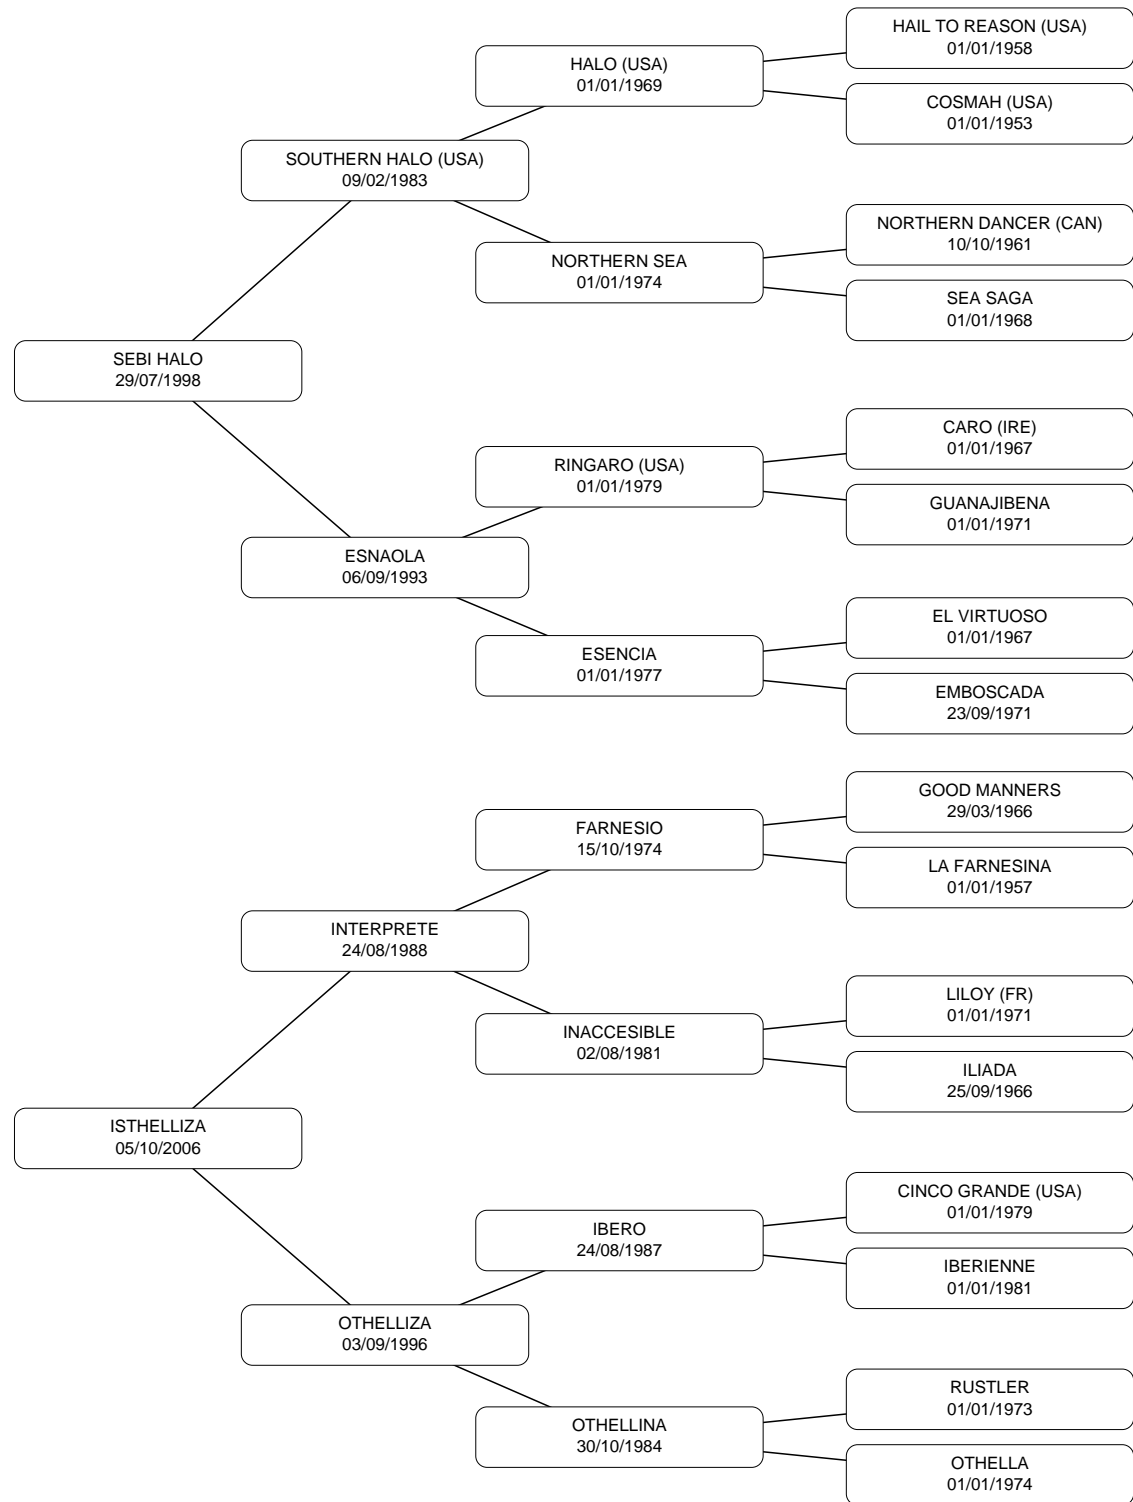 HAIL TO REASON (USA)
01/01/1958
HALO (USA)
01/01/1969
COSMAH (USA)
01/01/1953
SOUTHERN HALO (USA)
09/02/1983
NORTHERN DANCER (CAN)
10/10/1961
NORTHERN SEA
01/01/1974
SEA SAGA
01/01/1968
SEBI HALO
29/07/1998
CARO (IRE)
01/01/1967
RINGARO (USA)
01/01/1979
GUANAJIBENA
01/01/1971
ESNAOLA
06/09/1993
EL VIRTUOSO
01/01/1967
ESENCIA
01/01/1977
EMBOSCADA
23/09/1971
GOOD MANNERS
29/03/1966
FARNESIO
15/10/1974
LA FARNESINA
01/01/1957
INTERPRETE
24/08/1988
LILOY (FR)
01/01/1971
INACCESIBLE
02/08/1981
ILIADA
25/09/1966
ISTHELLIZA
05/10/2006
CINCO GRANDE (USA)
01/01/1979
IBERO
24/08/1987
IBERIENNE
01/01/1981
OTHELLIZA
03/09/1996
RUSTLER
01/01/1973
OTHELLINA
30/10/1984
OTHELLA
01/01/1974